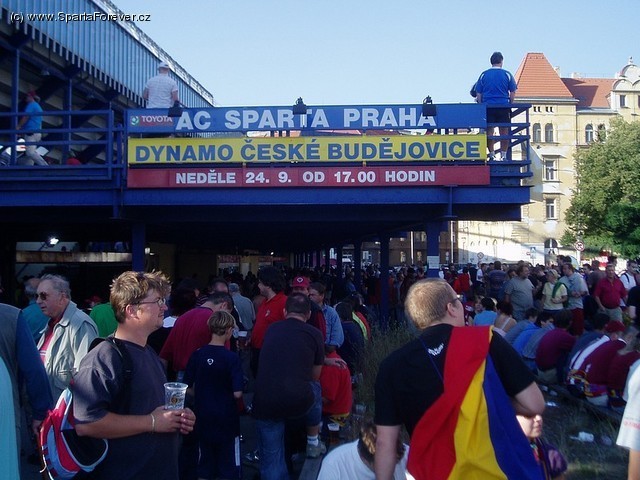 (c) www.SpartaForever.cz
TOYOTA AC SPARTA PRAHA
DYNAMO ČESKÉ BUDĚJOVICE
NEDĚLE 24. 9. OD 17.00 HODIN